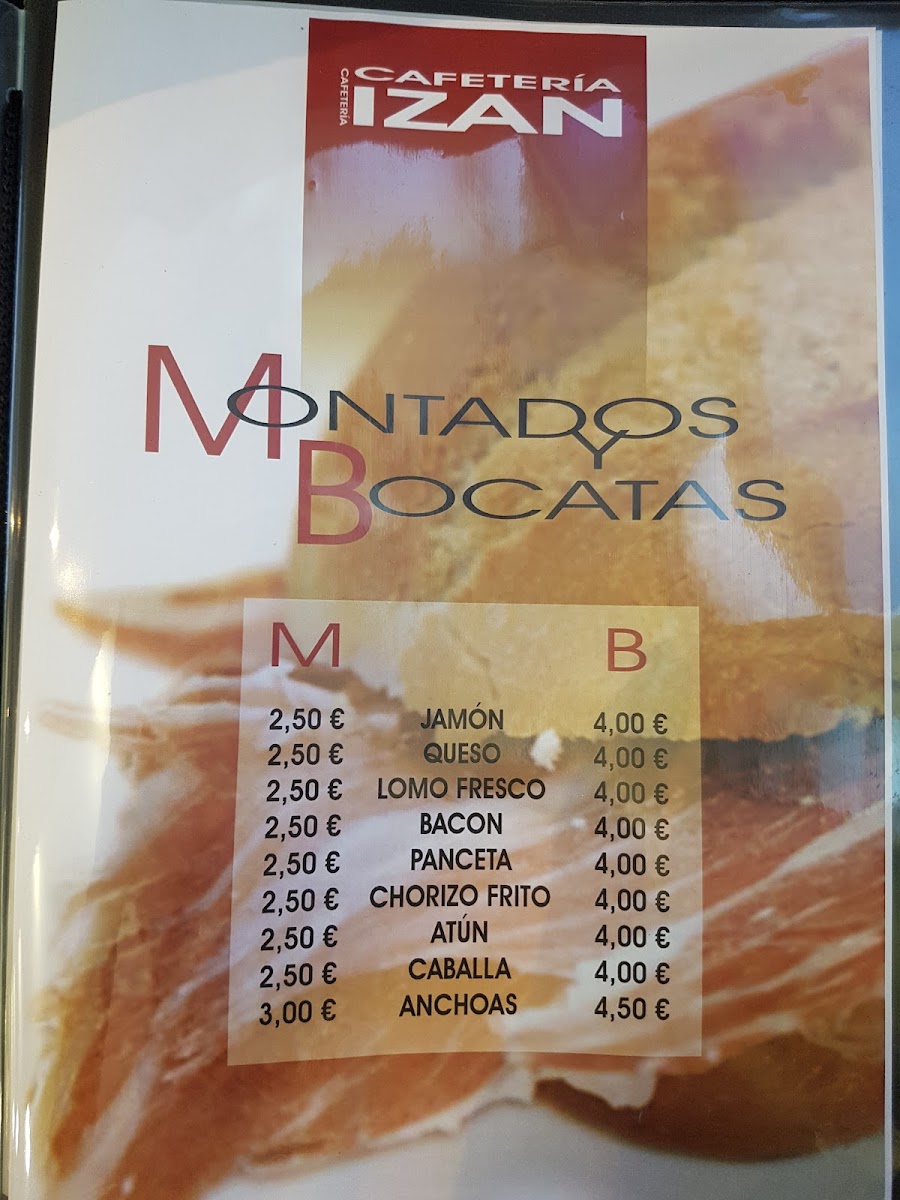 CAFETERÍA
CAFETERÍA
IZAN
MONTADOS
Y
BOCATAS
M B
2,50 € JAMÓN 4,00 €
2,50 € QUESO 4,00 €
2,50 € LOMO FRESCO 4,00 €
2,50 € BACON 4,00 €
2,50 € PANCETA 4,00 €
2,50 € CHORIZO FRITO 4,00 €
2,50 € ATÚN 4,00 €
2,50 € CABALLA 4,00 €
3,00 € ANCHOAS 4,50 €